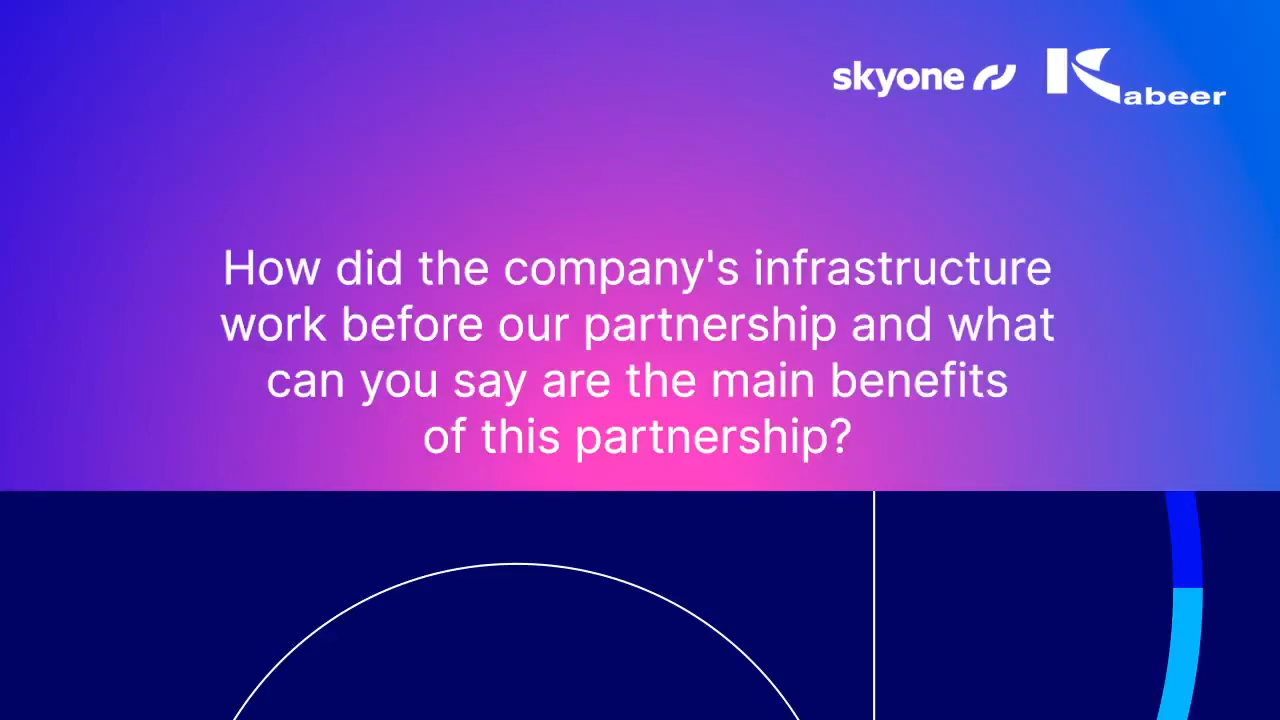 skyone
Kabeer
How did the company's infrastructure
work before our partnership and what
can you say are the main benefits
of this partnership?